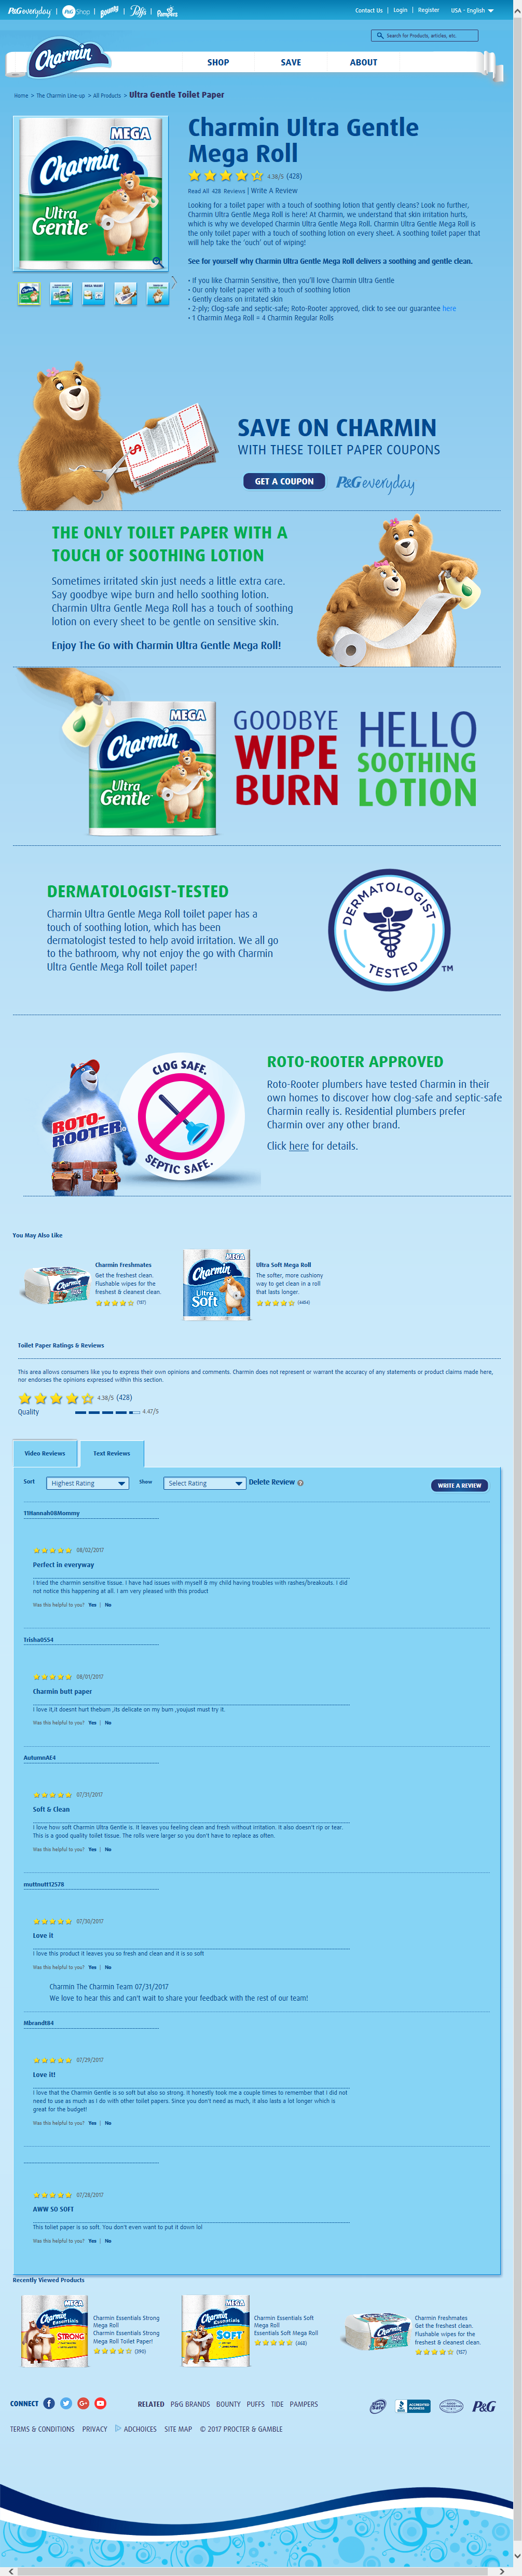 P&G everyday | P&G Shop | Bounty | Puffs | Pampers
Contact Us | Login | Register USA - English
Search for Products, articles, etc.
Charmin
SHOP SAVE ABOUT
Home > The Charmin Line-up > All Products > Ultra Gentle Toilet Paper
MEGA
Charmin
Ultra
Gentle
Charmin Ultra Gentle
Mega Roll
4.38/5 (428)
Read All 428 Reviews | Write A Review
Looking for a toilet paper with a touch of soothing lotion that gently cleans? Look no further,
Charmin Ultra Gentle Mega Roll is here! At Charmin, we understand that skin irritation hurts,
which is why we developed Charmin Ultra Gentle Mega Roll. Charmin Ultra Gentle Mega Roll is
the only toilet paper with a touch of soothing lotion on every sheet. A soothing toilet paper that
will help take the 'ouch' out of wiping!
See for yourself why Charmin Ultra Gentle Mega Roll delivers a soothing and gentle clean.
• If you like Charmin Sensitive, then you'll love Charmin Ultra Gentle
• Our only toilet paper with a touch of soothing lotion
• Gently cleans on irritated skin
• 2-ply; Clog-safe and septic-safe; Roto-Rooter approved, click to see our guarantee here
• 1 Charmin Mega Roll = 4 Charmin Regular Rolls
SAVE ON CHARMIN
WITH THESE TOILET PAPER COUPONS
GET A COUPON P&G everyday
THE ONLY TOILET PAPER WITH A
TOUCH OF SOOTHING LOTION
Sometimes irritated skin just needs a little extra care.
Say goodbye wipe burn and hello soothing lotion.
Charmin Ultra Gentle Mega Roll has a touch of soothing
lotion on every sheet to be gentle on sensitive skin.
Enjoy The Go with Charmin Ultra Gentle Mega Roll!
MEGA
Charmin
Ultra
Gentle
GOODBYE
WIPE
BURN
HELLO
SOOTHING
LOTION
DERMATOLOGIST-TESTED
Charmin Ultra Gentle Mega Roll toilet paper has a
touch of soothing lotion, which has been
dermatologist tested to help avoid irritation. We all go
to the bathroom, why not enjoy the go with Charmin
Ultra Gentle Mega Roll toilet paper!
DERMATOLOGIST
TESTED
TM
ROTO-ROOTER
CLOG SAFE.
SEPTIC SAFE.
ROTO-ROOTER APPROVED
Roto-Rooter plumbers have tested Charmin in their
own homes to discover how clog-safe and septic-safe
Charmin really is. Residential plumbers prefer
Charmin over any other brand.
Click here for details.
You May Also Like
Charmin Freshmates
Get the freshest clean.
Flushable wipes for the
freshest & cleanest clean.
(157)
MEGA
Charmin
Ultra
Soft
Ultra Soft Mega Roll
The softer, more cushiony
way to get clean in a roll
that lasts longer.
(4464)
Toilet Paper Ratings & Reviews
This area allows consumers like you to express their own opinions and comments. Charmin does not represent or warrant the accuracy of any statements or product claims made here,
nor endorses the opinions expressed within this section.
4.38/5 (428)
Quality 4.47/5
Video Reviews Text Reviews
Sort Highest Rating Show Select Rating Delete Review ? WRITE A REVIEW
11Hannah08Mommy
08/02/2017
Perfect in everyway
I tried the charmin sensitive tissue. I have had issues with myself & my child having troubles with rashes/breakouts. I did
not notice this happening at all. I am very pleased with this product
Was this helpful to you? Yes | No
Trisha0554
08/01/2017
Charmin butt paper
I love it,it doesnt hurt thebum ,its delicate on my bum ,youjust must try it.
Was this helpful to you? Yes | No
AutumnAE4
07/31/2017
Soft & Clean
I love how soft Charmin Ultra Gentle is. It leaves you feeling clean and fresh without irritation. It also doesn't rip or tear.
This is a good quality toilet tissue. The rolls were larger so you don't have to replace as often.
Was this helpful to you? Yes | No
muttnutt12578
07/30/2017
Love it
I love this product it leaves you so fresh and clean and it is so soft
Was this helpful to you? Yes | No
Charmin The Charmin Team 07/31/2017
We love to hear this and can't wait to share your feedback with the rest of our team!
Mbrandt84
07/29/2017
Love it!
I love that the Charmin Gentle is so soft but also so strong. It honestly took me a couple times to remember that I did not
need to use as much as I do with other toilet papers. Since you don't need as much, it also lasts a lot longer which is
great for the budget!
Was this helpful to you? Yes | No
07/28/2017
AWW SO SOFT
This toilet paper is so soft. You don't even want to put it down lol
Was this helpful to you? Yes | No
Recently Viewed Products
MEGA
Charmin
Essentials
STRONG
Charmin Essentials Strong
Mega Roll
Charmin Essentials Strong
Mega Roll Toilet Paper!
(390)
MEGA
Charmin
Essentials
SOFT
Charmin Essentials Soft
Mega Roll
Essentials Soft Mega Roll
(468)
Charmin Freshmates
Get the freshest clean.
Flushable wipes for the
freshest & cleanest clean.
(157)
CONNECT RELATED P&G BRANDS BOUNTY PUFFS TIDE PAMPERS
ACCREDITED
BUSINESS
P&G
TERMS & CONDITIONS PRIVACY ADCHOICES SITE MAP © 2017 PROCTER & GAMBLE